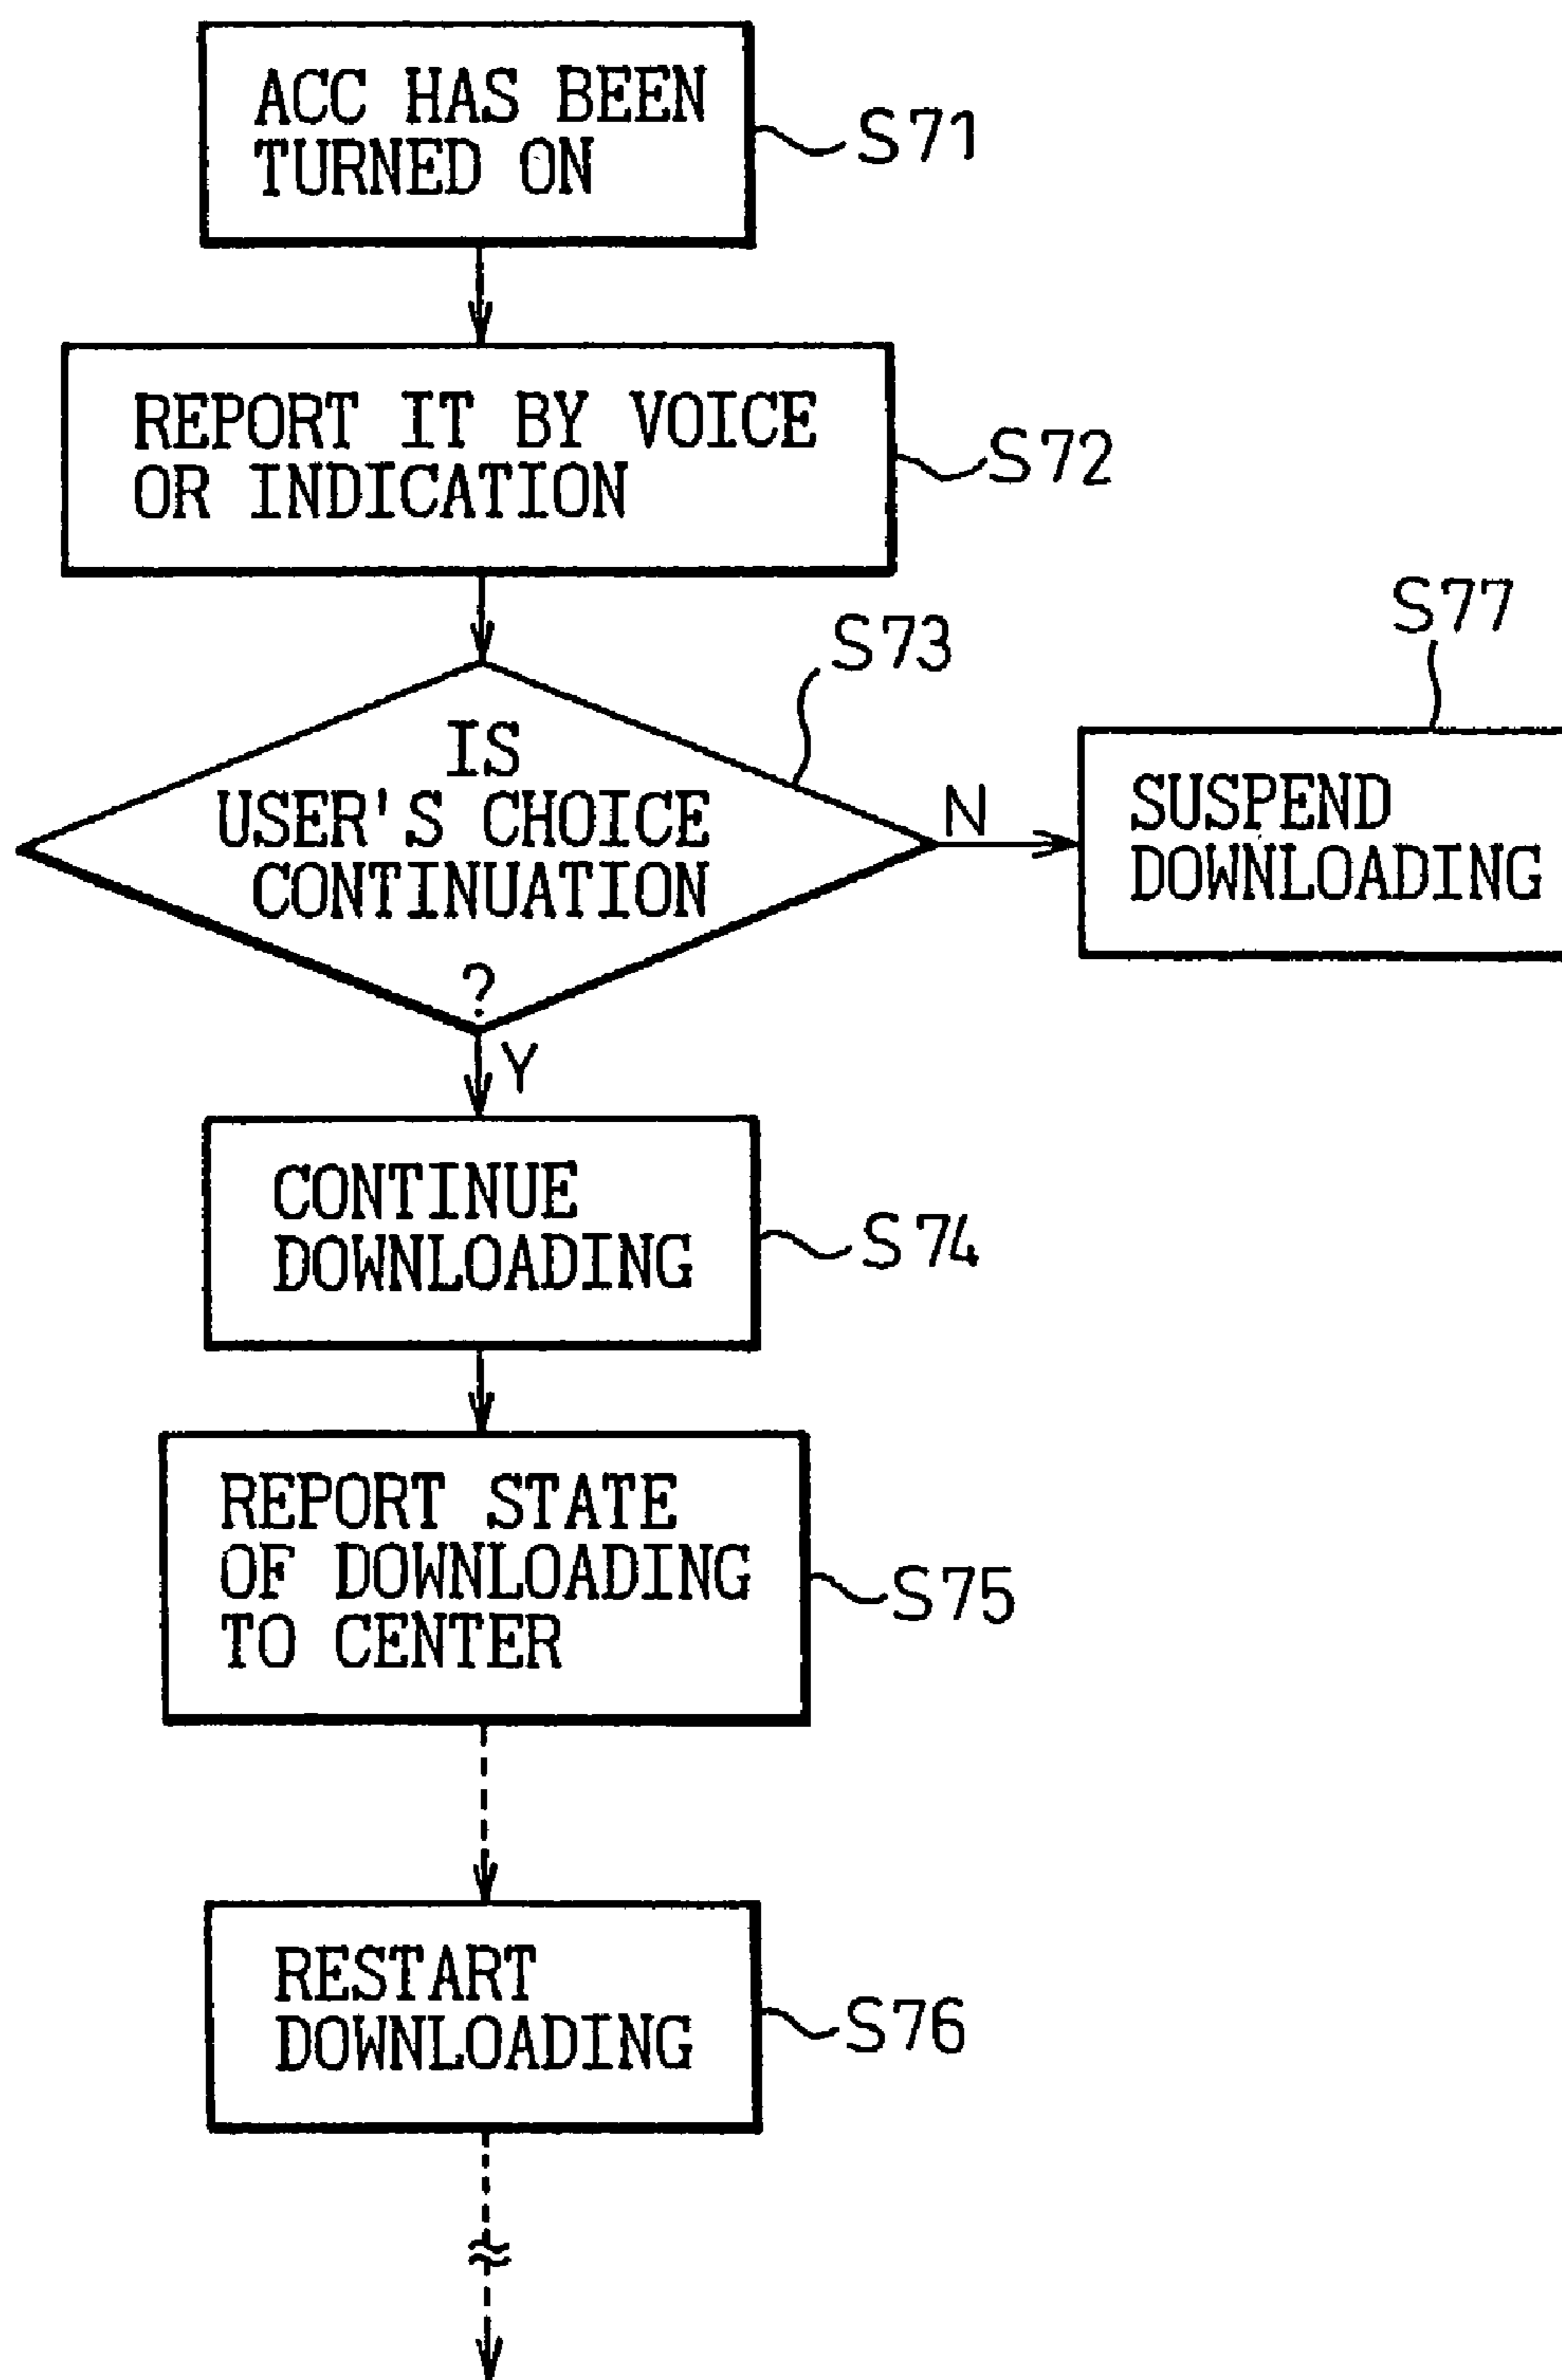 ACC HAS BEEN
TURNED ON
S71
REPORT IT BY VOICE
OR INDICATION
S72
S73
IS
USER'S CHOICE
CONTINUATION
?
N
S77
SUSPEND
DOWNLOADING
Y
CONTINUE
DOWNLOADING
S74
REPORT STATE
OF DOWNLOADING
TO CENTER
S75
RESTART
DOWNLOADING
S76